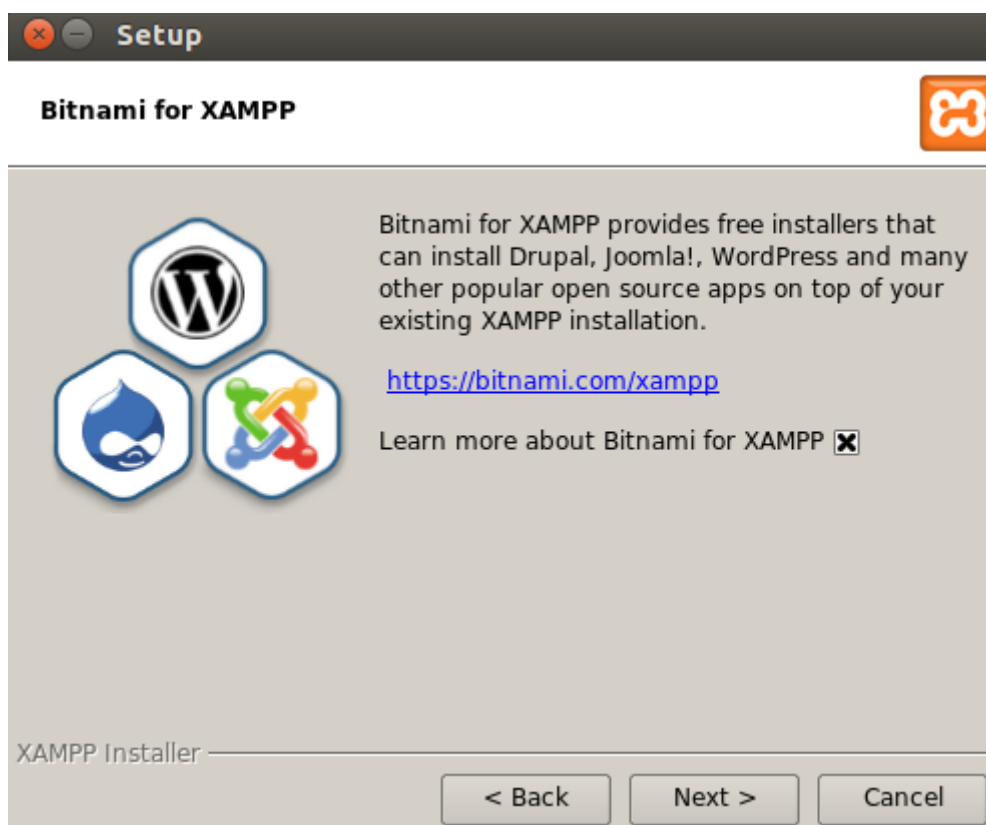 Setup
Bitnami for XAMPP
Bitnami for XAMPP provides free installers that
can install Drupal, Joomla!, WordPress and many
other popular open source apps on top of your
existing XAMPP installation.
https://bitnami.com/xampp
Learn more about Bitnami for XAMPP
XAMPP Installer
< Back
Next >
Cancel